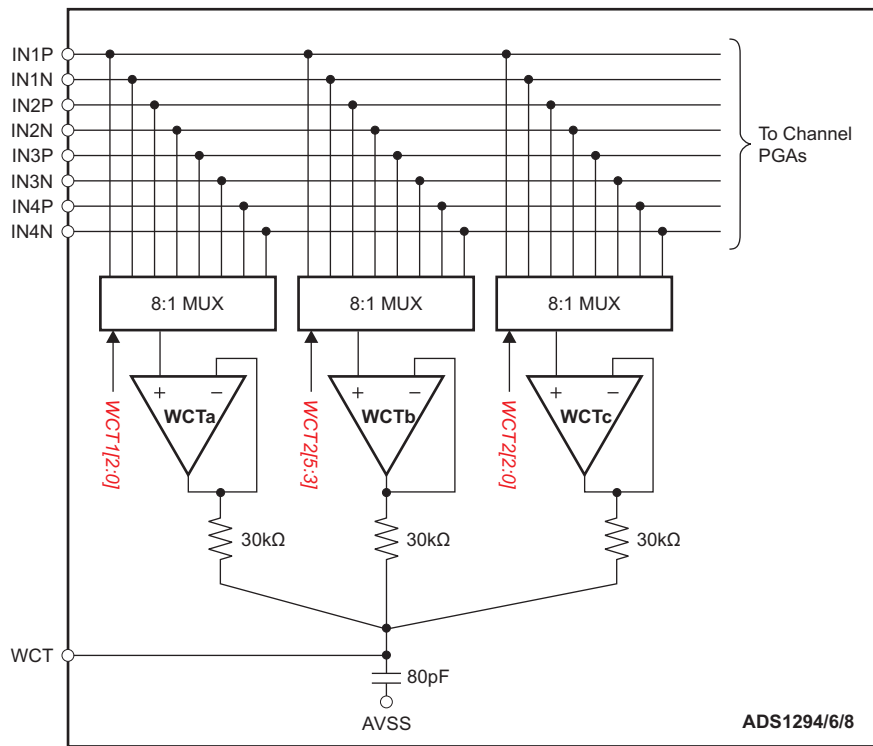 IN1P
IN1N
IN2P
IN2N
IN3P
IN3N
IN4P
IN4N
To Channel
PGAs
8:1 MUX
8:1 MUX
8:1 MUX
+
−
WCTa
+
−
WCTb
+
−
WCTc
WCT1[2:0]
WCT2[5:3]
WCT2[2:0]
30kΩ
30kΩ
30kΩ
WCT
80pF
AVSS
ADS1294/6/8